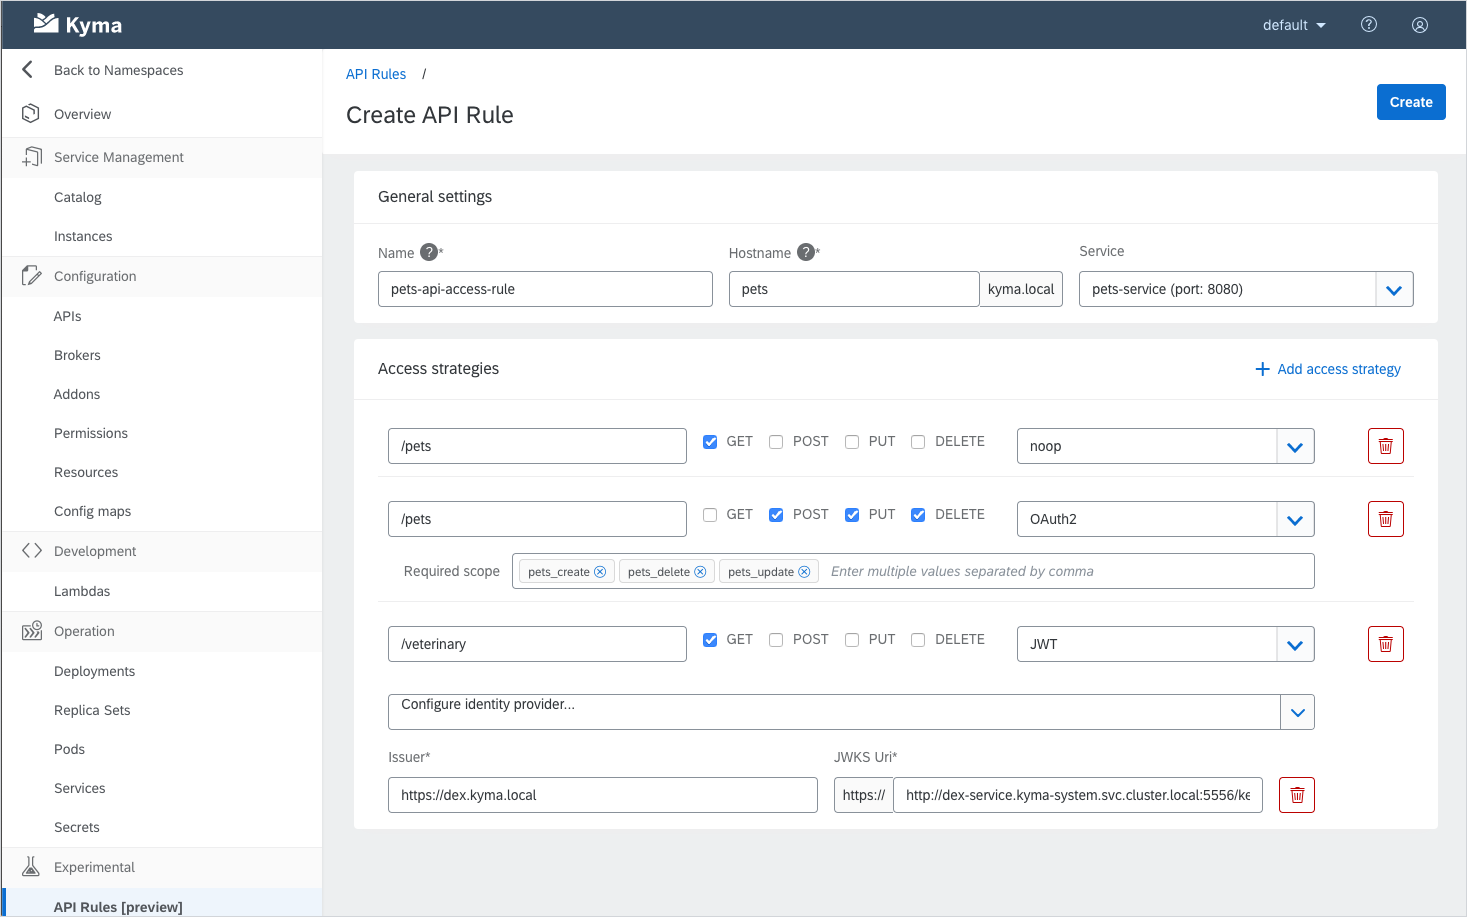 Kyma
default
Back to Namespaces
Overview
Service Management
Catalog
Instances
Configuration
APIs
Brokers
Addons
Permissions
Resources
Config maps
Development
Lambdas
Operation
Deployments
Replica Sets
Pods
Services
Secrets
Experimental
API Rules [preview]
API Rules /
Create API Rule
Create
General settings
Name ?* Hostname ?* Service
pets-api-access-rule pets kyma.local pets-service (port: 8080)
Access strategies + Add access strategy
/pets GET POST PUT DELETE noop
/pets GET POST PUT DELETE OAuth2
Required scope pets_create pets_delete pets_update Enter multiple values separated by comma
/veterinary GET POST PUT DELETE JWT
Configure identity provider...
Issuer* JWKS Uri*
https://dex.kyma.local https:// http://dex-service.kyma-system.svc.cluster.local:5556/ke